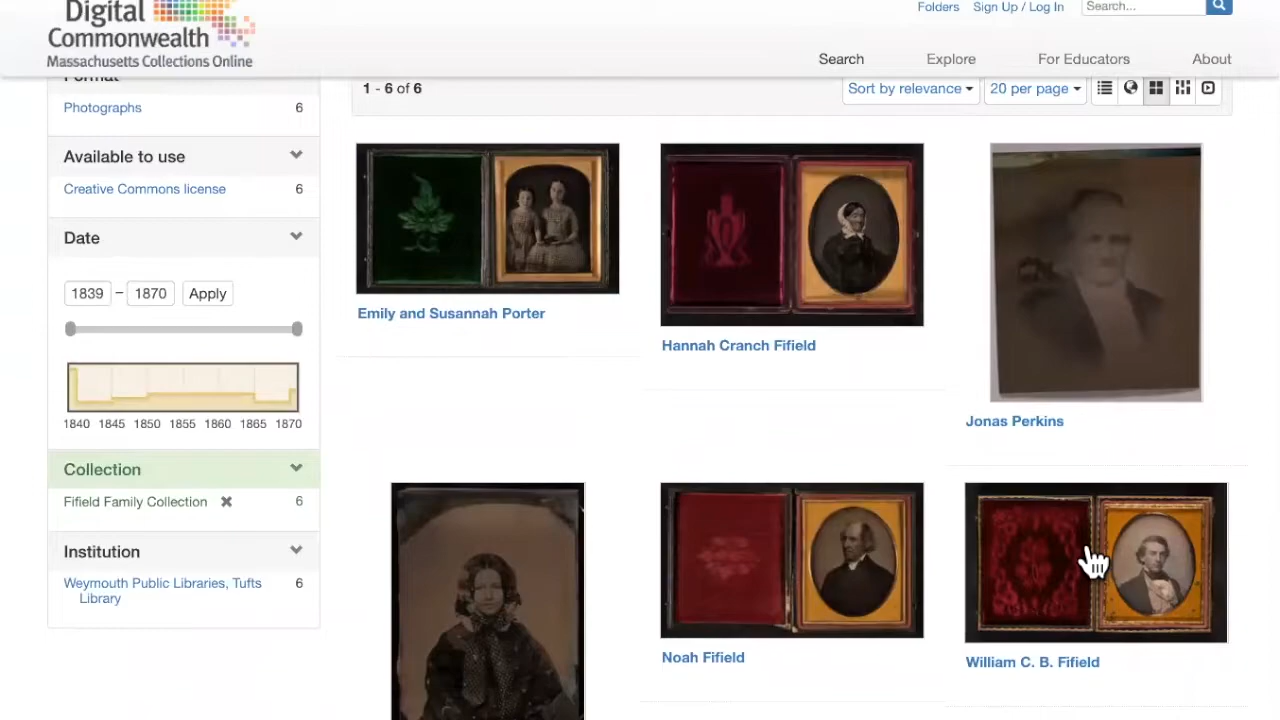 Digital
Commonwealth
Massachusetts Collections Online
Folders Sign Up / Log In Search...
Search Explore For Educators About
Format
Photographs 6
Available to use
Creative Commons license 6
Date
1839 – 1870 Apply
1840 1845 1850 1855 1860 1865 1870
Collection
Fifield Family Collection ✖ 6
Institution
Weymouth Public Libraries, Tufts 6
Library
1 - 6 of 6
Sort by relevance 20 per page
Emily and Susannah Porter
Hannah Cranch Fifield
Jonas Perkins
Noah Fifield
William C. B. Fifield